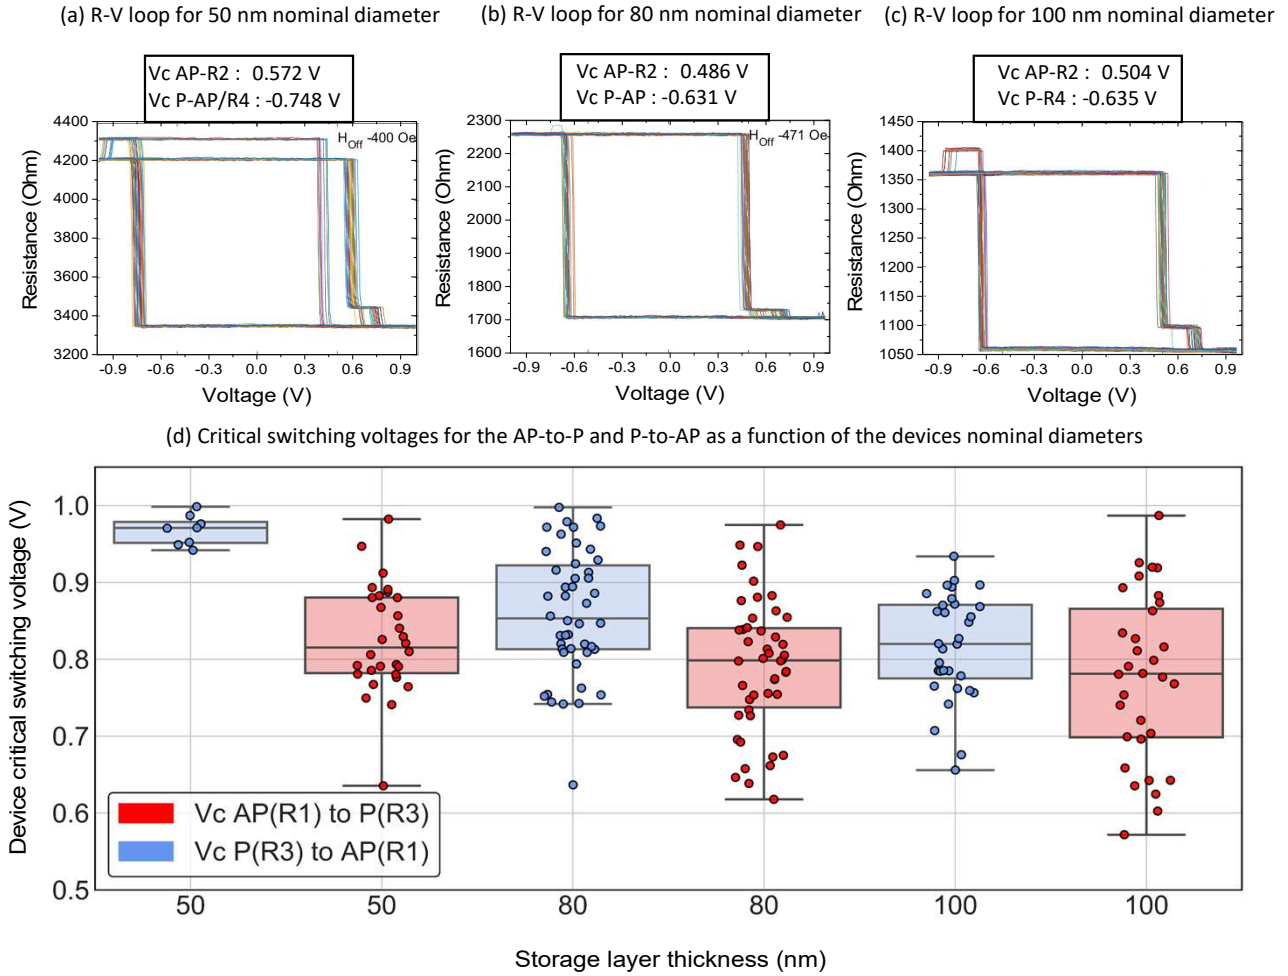 (a) R-V loop for 50 nm nominal diameter
(b) R-V loop for 80 nm nominal diameter
(c) R-V loop for 100 nm nominal diameter
Vc AP-R2 : 0.572 V
Vc P-AP/R4 : -0.748 V
Vc AP-R2 : 0.486 V
Vc P-AP : -0.631 V
Vc AP-R2 : 0.504 V
Vc P-R4 : -0.635 V
Resistance (Ohm)
4400
4200
4000
3800
3600
3400
3200
H_Off -400 Oe
-0.9 -0.6 -0.3 0.0 0.3 0.6 0.9
Voltage (V)
Resistance (Ohm)
2300
2200
2100
2000
1900
1800
1700
1600
H_Off -471 Oe
-0.9 -0.6 -0.3 0.0 0.3 0.6 0.9
Voltage (V)
Resistance (Ohm)
1450
1400
1350
1300
1250
1200
1150
1100
1050
-0.9 -0.6 -0.3 0.0 0.3 0.6 0.9
Voltage (V)
(d) Critical switching voltages for the AP-to-P and P-to-AP as a function of the devices nominal diameters
Device critical switching voltage (V)
1.0
0.9
0.8
0.7
0.6
0.5
Vc AP(R1) to P(R3)
Vc P(R3) to AP(R1)
50 50 80 80 100 100
Storage layer thickness (nm)